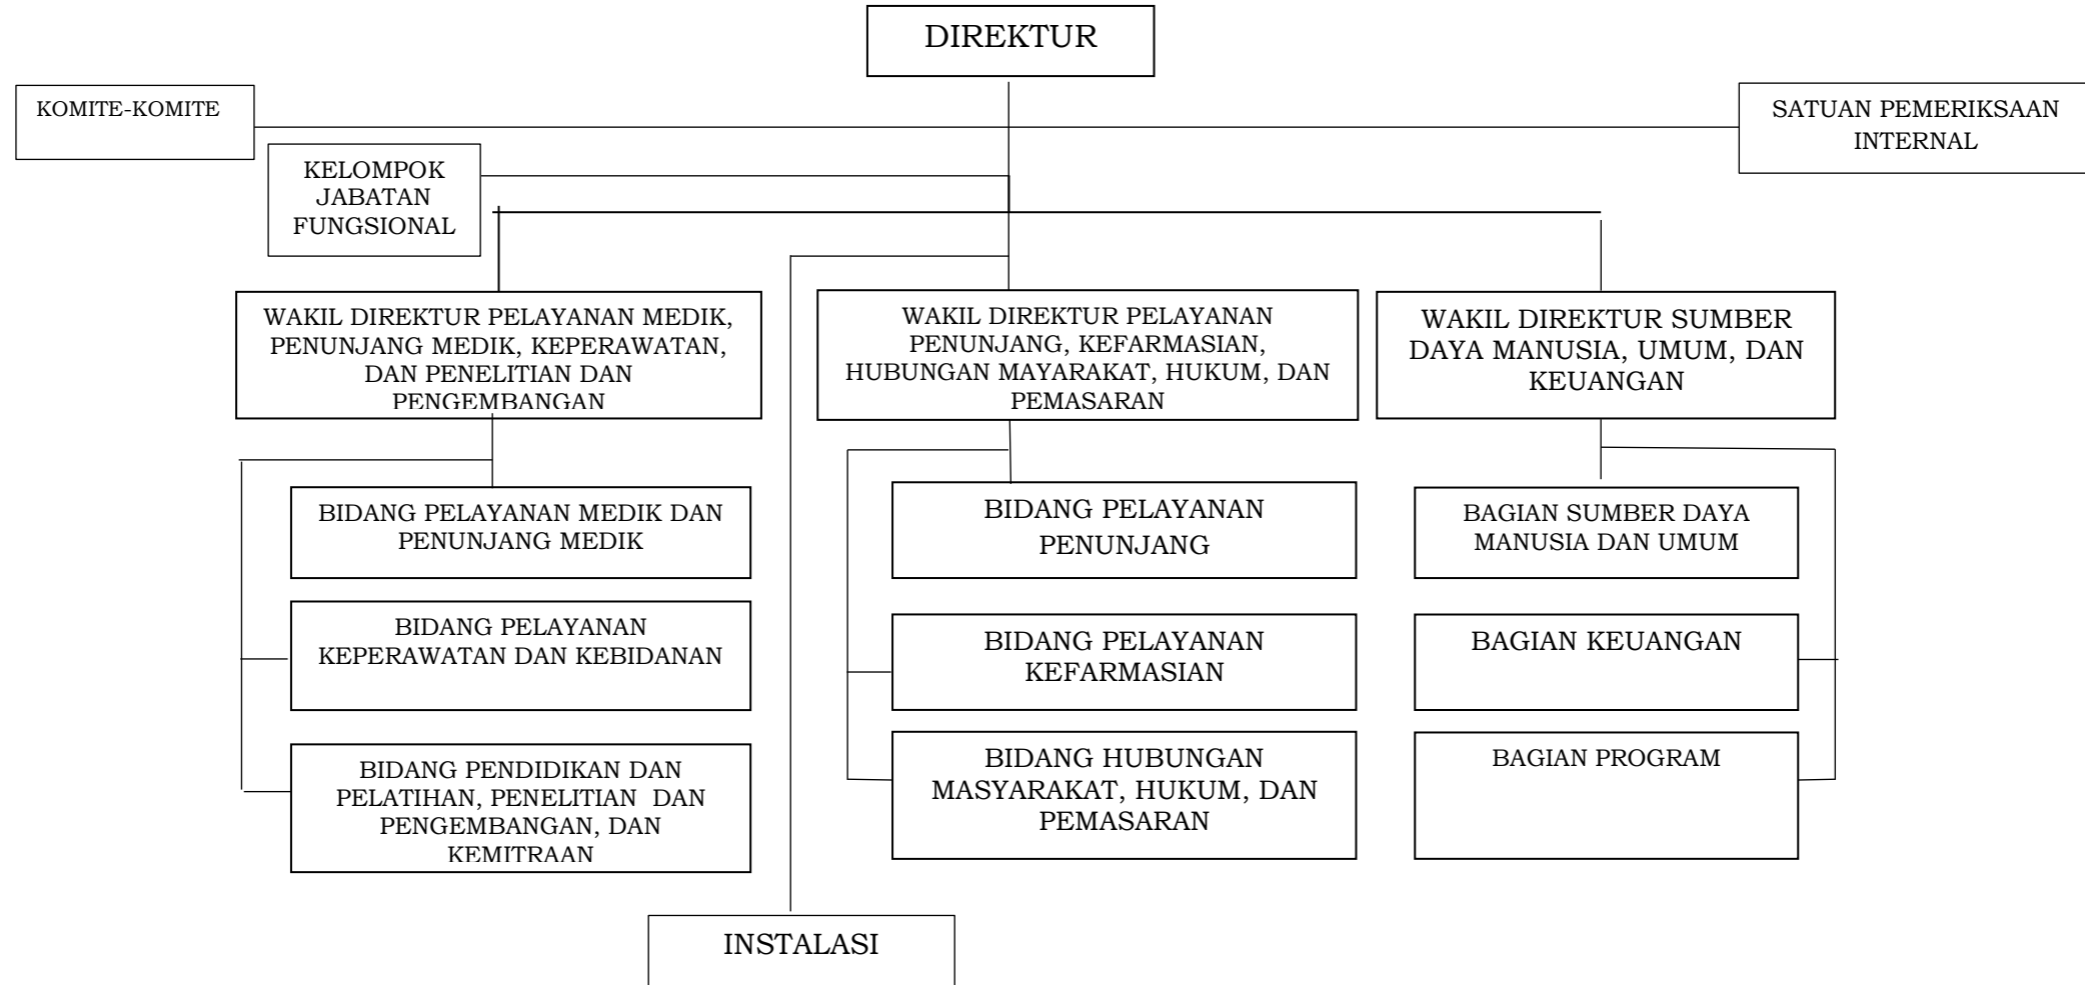 DIREKTUR
KOMITE-KOMITE
SATUAN PEMERIKSAAN
INTERNAL
KELOMPOK
JABATAN
FUNGSIONAL
WAKIL DIREKTUR PELAYANAN MEDIK,
PENUNJANG MEDIK, KEPERAWATAN,
DAN PENELITIAN DAN
PENGEMBANGAN
WAKIL DIREKTUR PELAYANAN
PENUNJANG, KEFARMASIAN,
HUBUNGAN MAYARAKAT, HUKUM, DAN
PEMASARAN
WAKIL DIREKTUR SUMBER
DAYA MANUSIA, UMUM, DAN
KEUANGAN
BIDANG PELAYANAN MEDIK DAN
PENUNJANG MEDIK
BIDANG PELAYANAN
PENUNJANG
BAGIAN SUMBER DAYA
MANUSIA DAN UMUM
BIDANG PELAYANAN
KEPERAWATAN DAN KEBIDANAN
BIDANG PELAYANAN
KEFARMASIAN
BAGIAN KEUANGAN
BIDANG PENDIDIKAN DAN
PELATIHAN, PENELITIAN DAN
PENGEMBANGAN, DAN
KEMITRAAN
BIDANG HUBUNGAN
MASYARAKAT, HUKUM, DAN
PEMASARAN
BAGIAN PROGRAM
INSTALASI